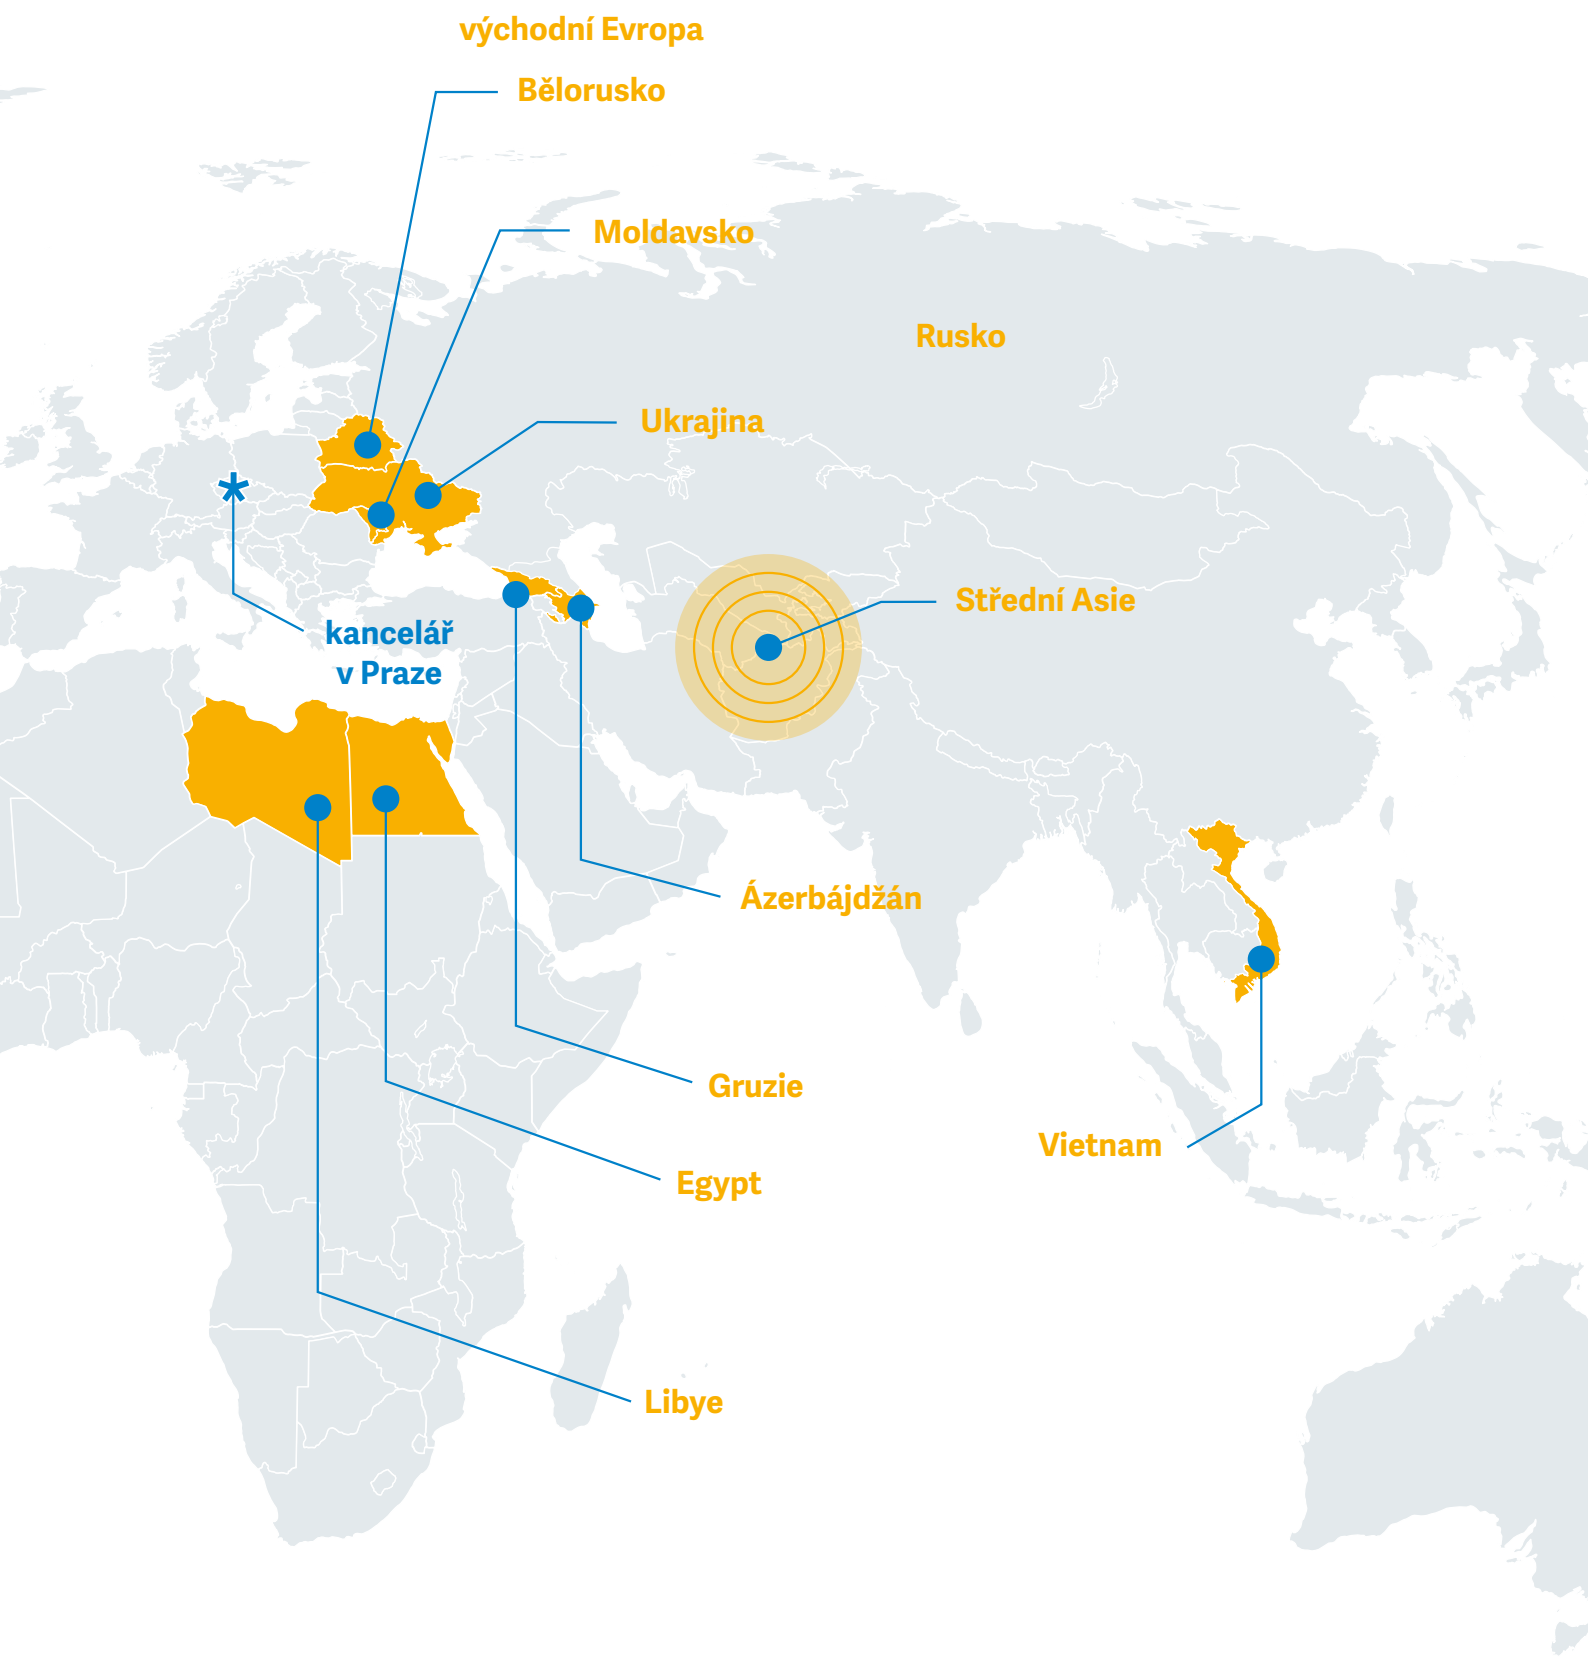 východní Evropa
Bělorusko
Moldavsko
Rusko
Ukrajina
Střední Asie
kancelář
v Praze
Ázerbájdžán
Gruzie
Vietnam
Egypt
Libye